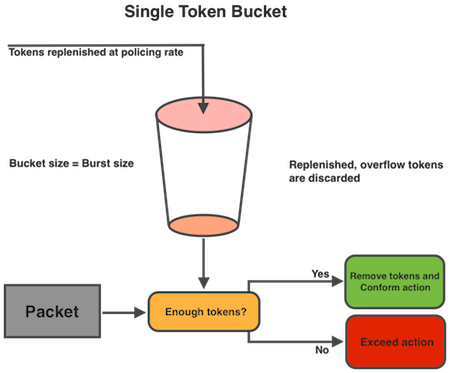 Single Token Bucket
Tokens replenished at policing rate
Bucket size = Burst size
Replenished, overflow tokens
are discarded
Packet
Enough tokens?
Yes
Remove tokens and
Conform action
No
Exceed action